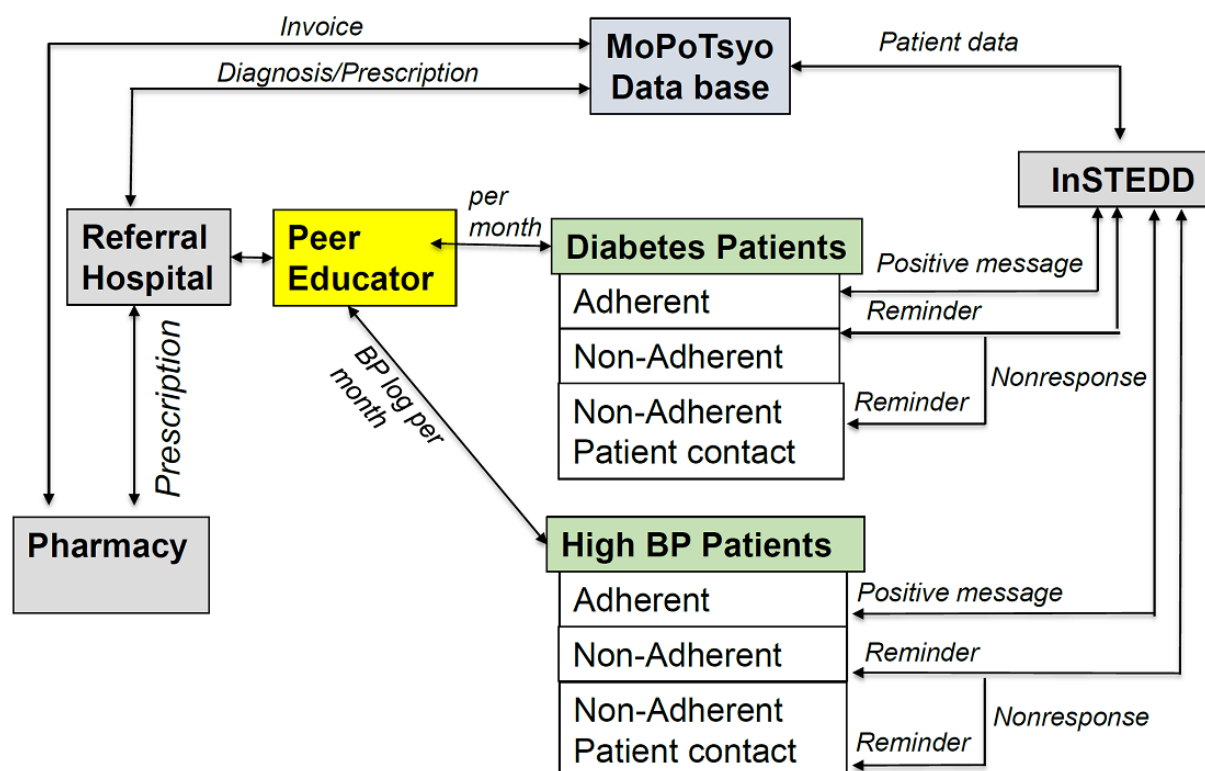 Invoice
MoPoTsyo
Data base
Patient data
Diagnosis/Prescription
InSTEDD
Referral
Hospital
Peer
Educator
per
month
Diabetes Patients
Adherent
Non-Adherent
Non-Adherent
Patient contact
Positive message
Reminder
Nonresponse
Reminder
Prescription
BP log per
month
Pharmacy
High BP Patients
Adherent
Non-Adherent
Non-Adherent
Patient contact
Positive message
Reminder
Nonresponse
Reminder